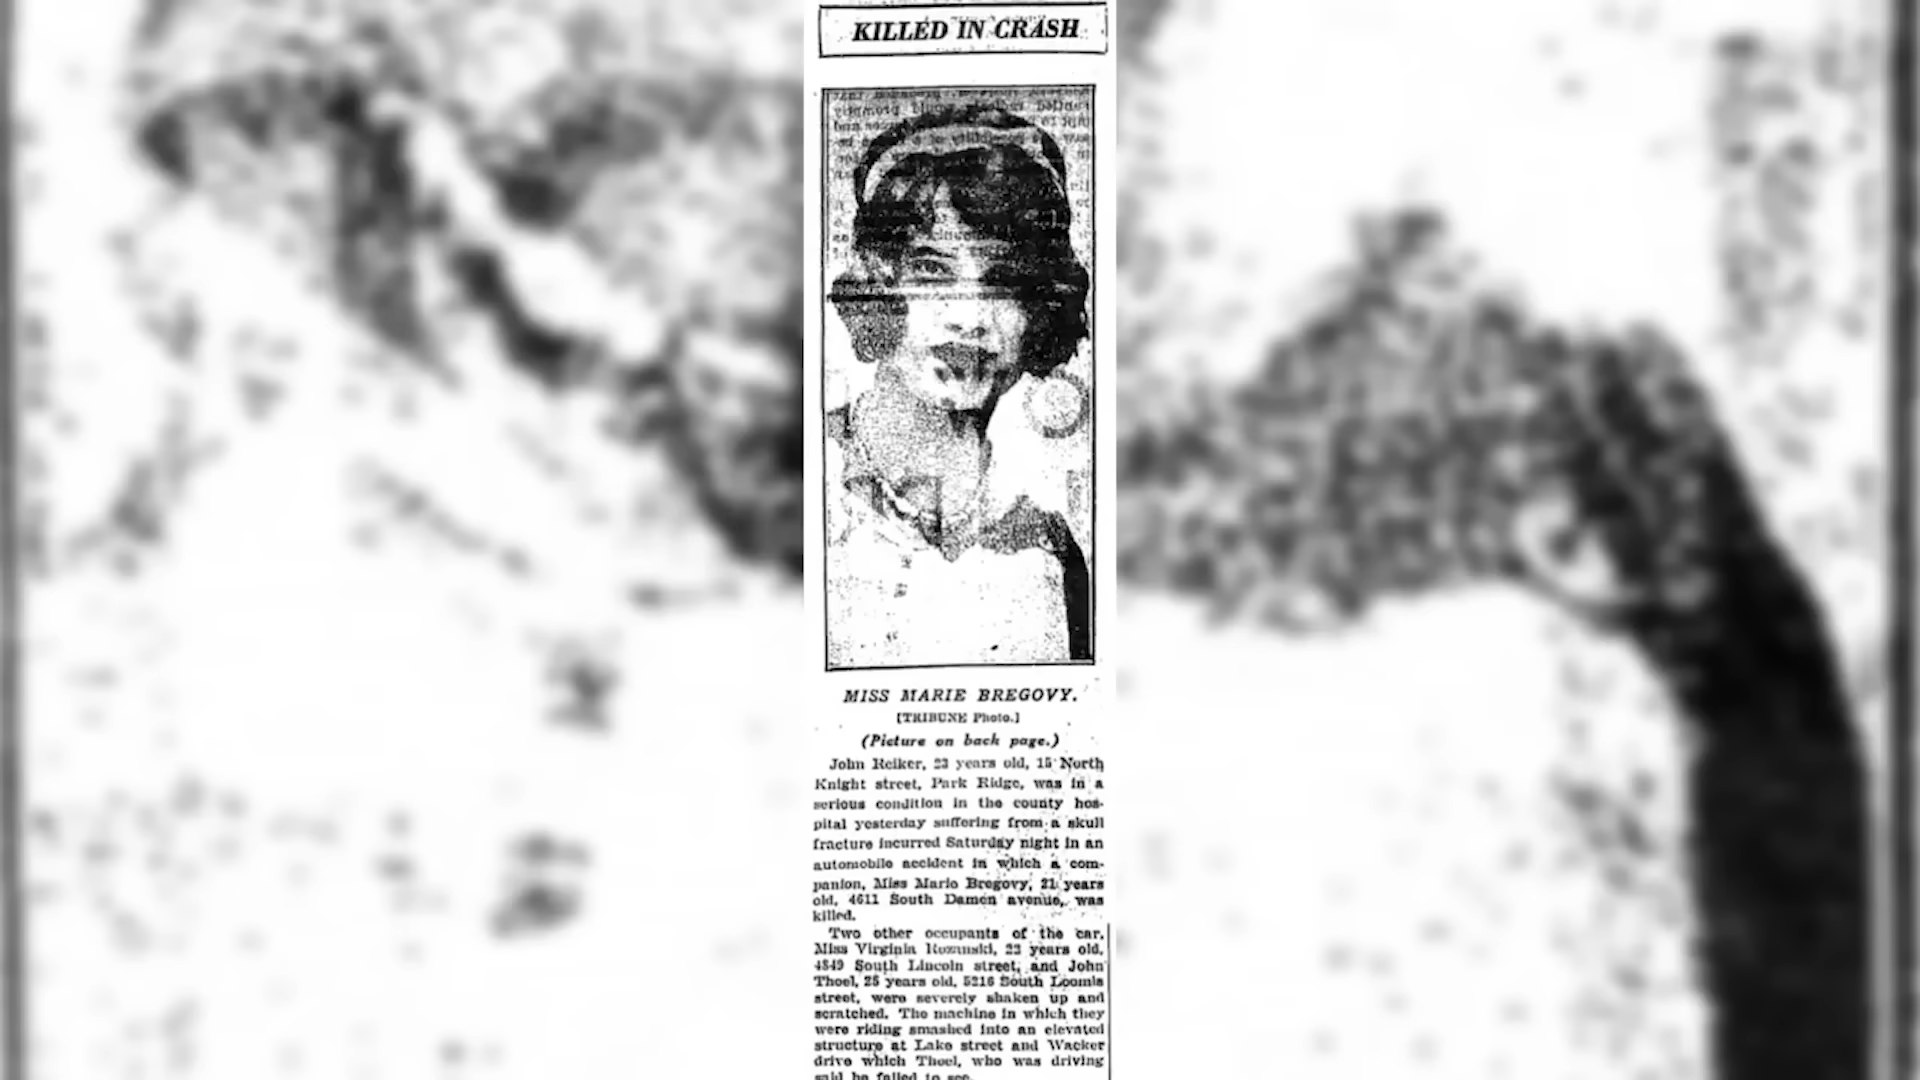 KILLED IN CRASH
MISS MARIE BREGOVY.
[TRIBUNE Photo.]
(Picture on back page.)
John Reiker, 23 years old, 15 North
Knight street, Park Ridge, was in a
serious condition in the county hos-
pital yesterday suffering from a skull
fracture incurred Saturday night in an
automobile accident in which a com-
panion, Miss Marie Bregovy, 21 years
old, 4611 South Damen avenue, was
killed.
Two other occupants of the car,
Miss Virginia Rozanski, 22 years old,
4849 South Lincoln street, and John
Thoel, 25 years old, 5216 South Loomis
street, were severely shaken up and
scratched. The machine in which they
were riding smashed into an elevated
structure at Lake street and Wacker
drive which Thoel, who was driving
said he failed to see.